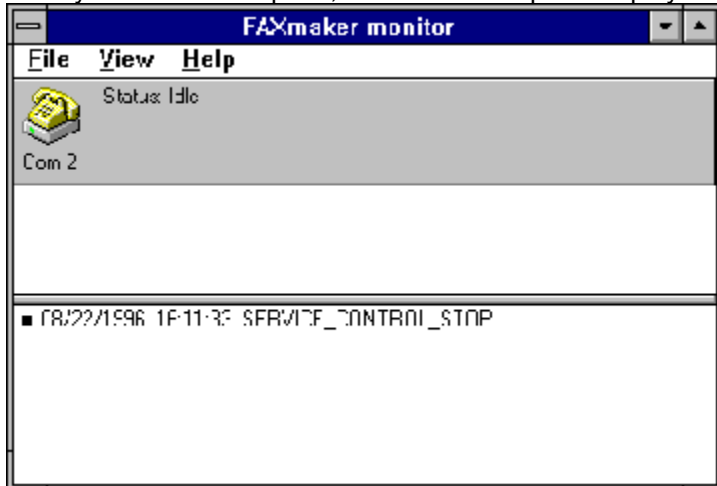 FAXmaker monitor
File View Help
Status: Idle
Com 2
08/22/1996 16:11:33 SERVICE_CONTROL_STOP